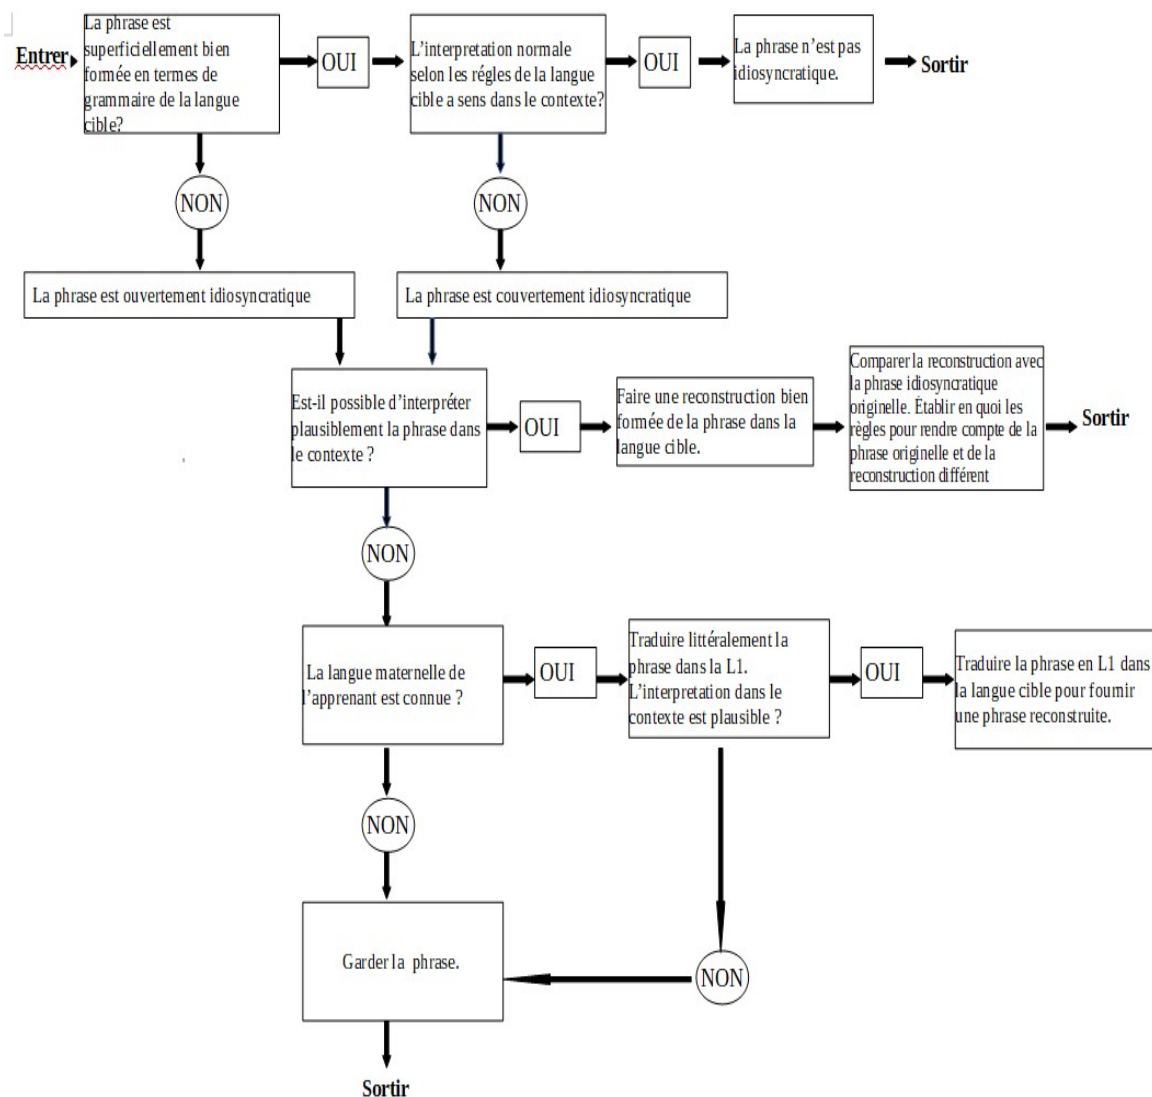 La phrase est
superficiellement bien
formée en termes de
grammaire de la langue
cible?
Entrer
OUI
L’interpretation normale
selon les régles de la langue
cible a sens dans le contexte?
OUI
La phrase n’est pas
idiosyncratique.
Sortir
NON
NON
La phrase est ouvertement idiosyncratique
La phrase est couvertement idiosyncratique
Est-il possible d’interpréter
plausiblement la phrase dans
le contexte ?
OUI
Faire une reconstruction bien
formée de la phrase dans la
langue cible.
Comparer la reconstruction avec
la phrase idiosyncratique
originelle. Établir en quoi les
règles pour rendre compte de la
phrase originelle et de la
reconstruction différent
Sortir
NON
La langue maternelle de
l’apprenant est connue ?
OUI
Traduire littéralement la
phrase dans la L1.
L’interpretation dans le
contexte est plausible ?
OUI
Traduire la phrase en L1 dans
la langue cible pour fournir
une phrase reconstruite.
NON
Garder la phrase.
NON
Sortir